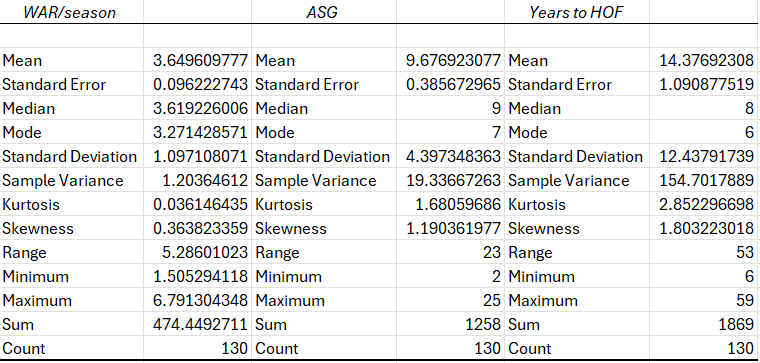 WAR/season ASG Years to HOF
Mean 3.649609777 Mean 9.676923077 Mean 14.37692308
Standard Error 0.096222743 Standard Error 0.385672965 Standard Error 1.090877519
Median 3.619226006 Median 9 Median 8
Mode 3.271428571 Mode 7 Mode 6
Standard Deviation 1.097108071 Standard Deviation 4.397348363 Standard Deviation 12.43791739
Sample Variance 1.20364612 Sample Variance 19.33667263 Sample Variance 154.7017889
Kurtosis 0.036146435 Kurtosis 1.68059686 Kurtosis 2.852296698
Skewness 0.363823359 Skewness 1.190361977 Skewness 1.803223018
Range 5.28601023 Range 23 Range 53
Minimum 1.505294118 Minimum 2 Minimum 6
Maximum 6.791304348 Maximum 25 Maximum 59
Sum 474.4492711 Sum 1258 Sum 1869
Count 130 Count 130 Count 130